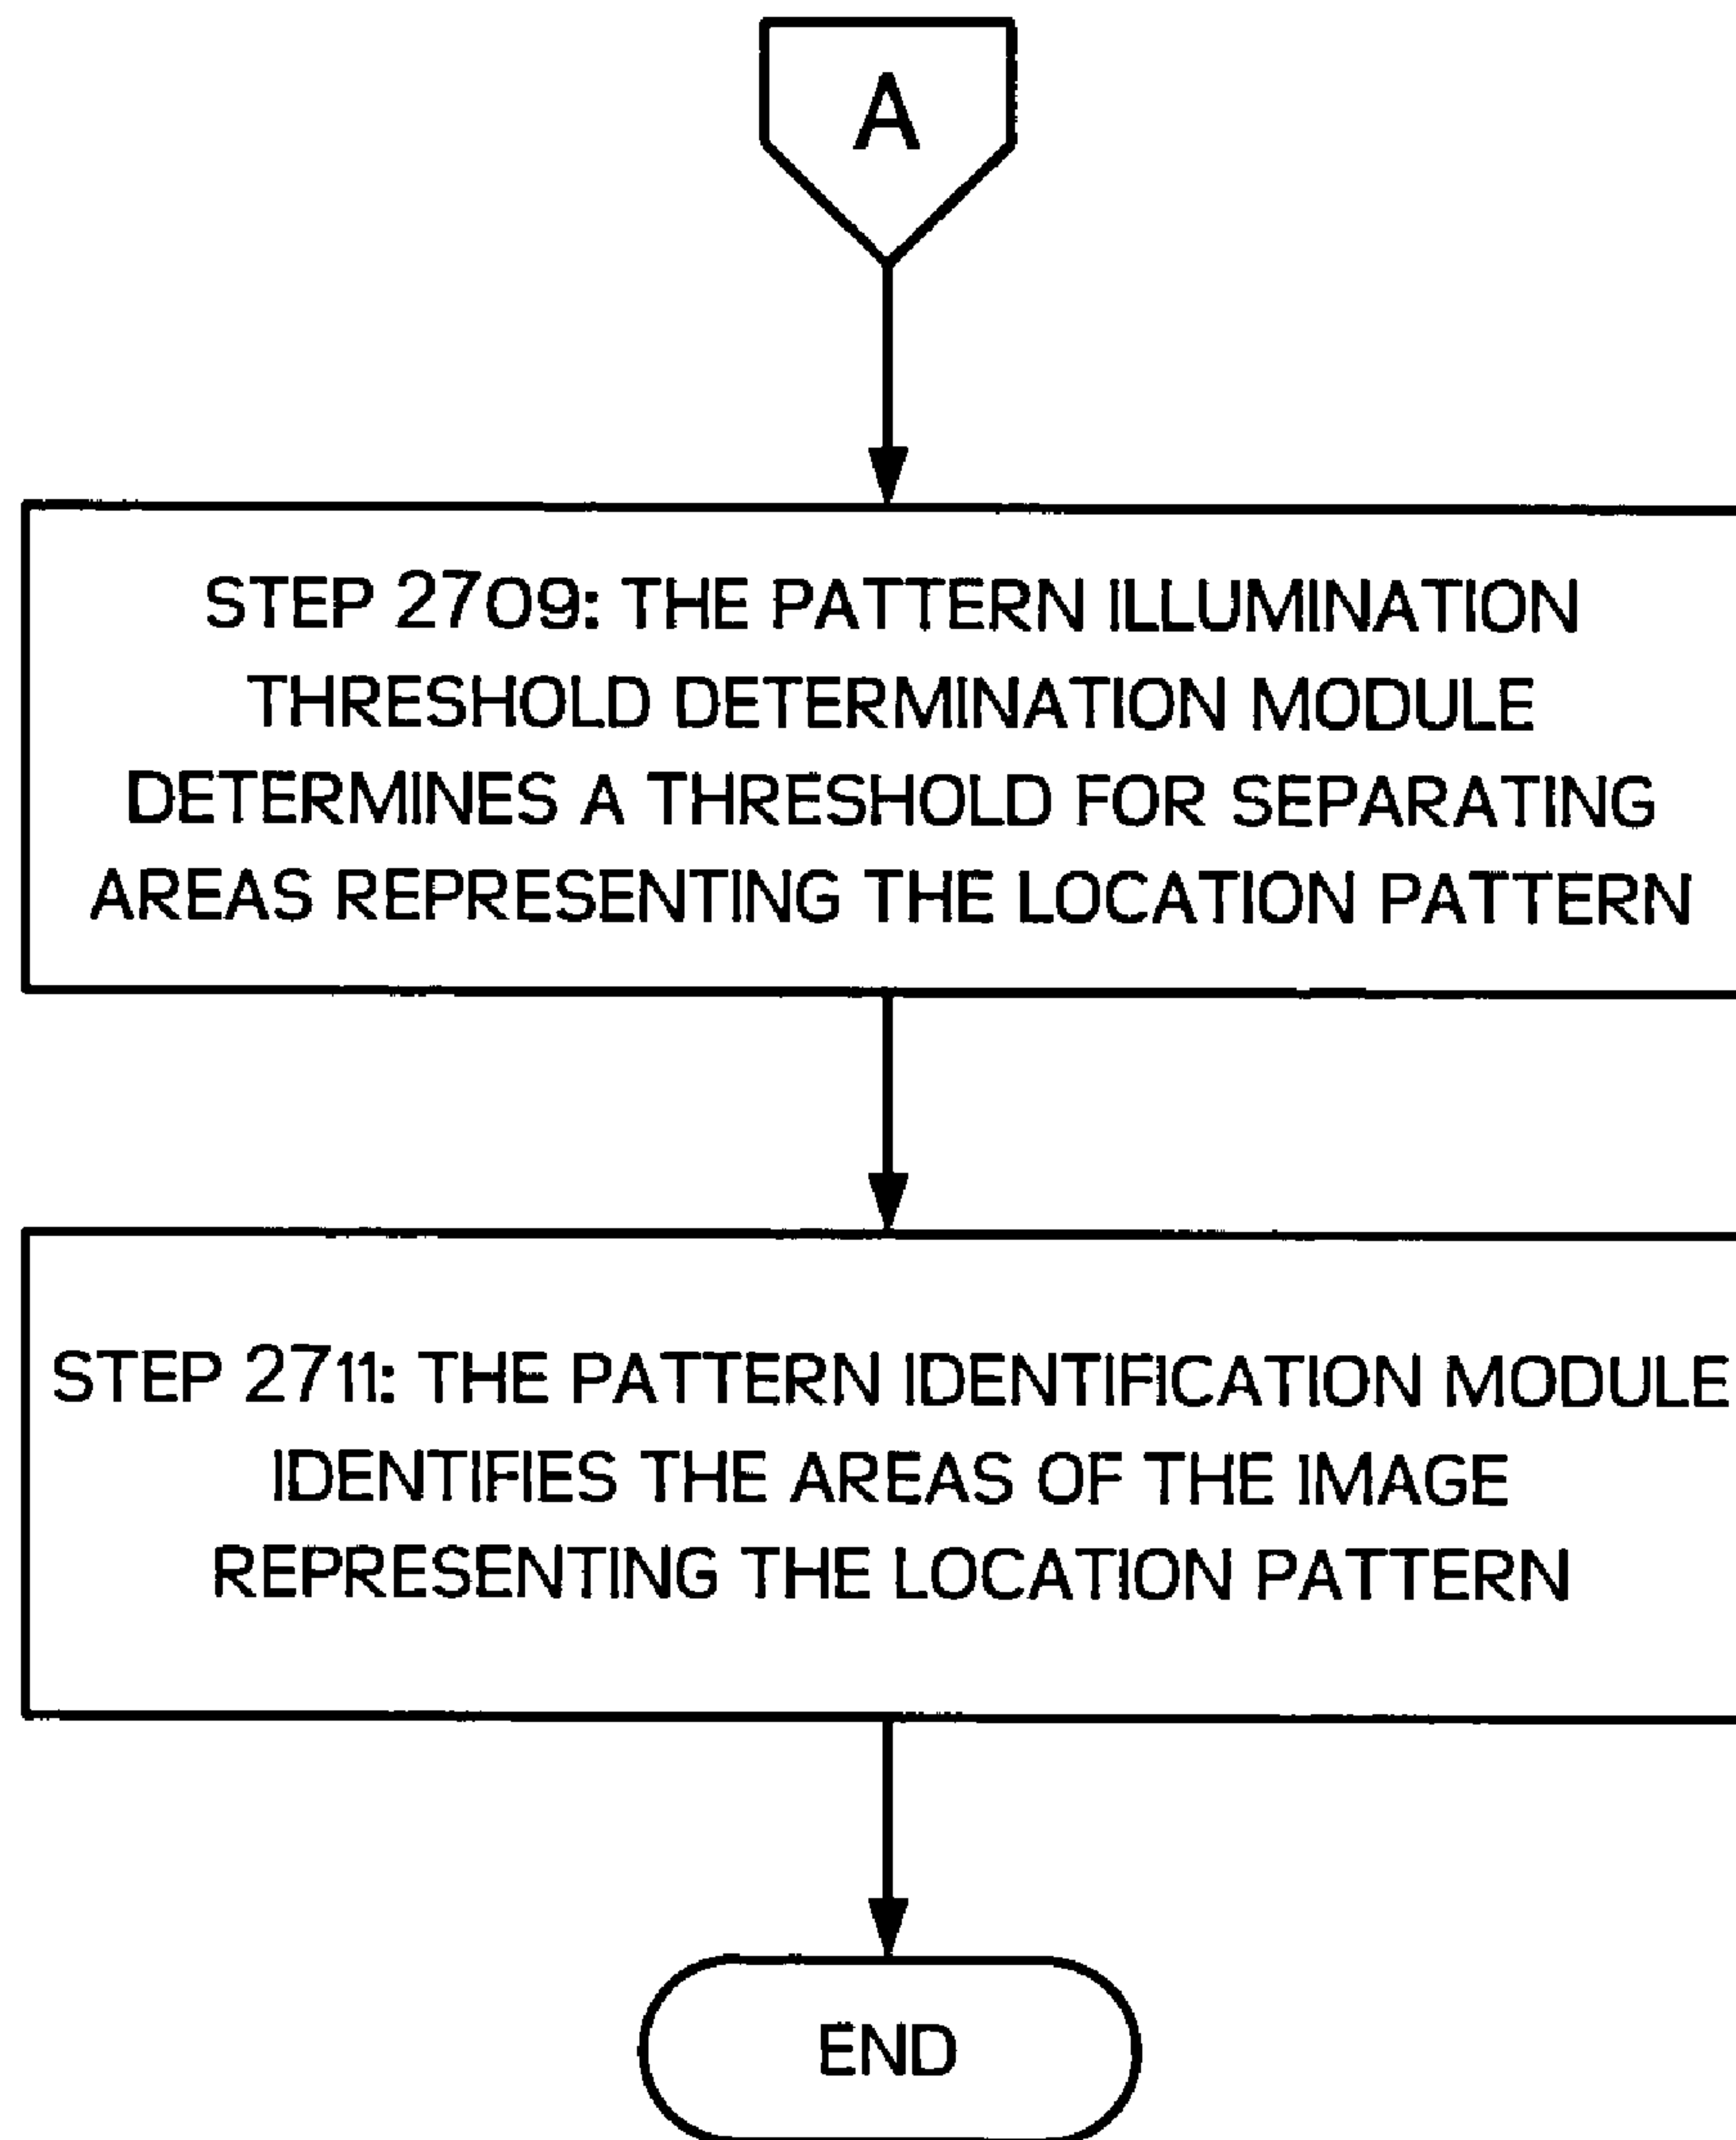 A
STEP 2709: THE PATTERN ILLUMINATION
THRESHOLD DETERMINATION MODULE
DETERMINES A THRESHOLD FOR SEPARATING
AREAS REPRESENTING THE LOCATION PATTERN
STEP 2711: THE PATTERN IDENTIFICATION MODULE
IDENTIFIES THE AREAS OF THE IMAGE
REPRESENTING THE LOCATION PATTERN
END